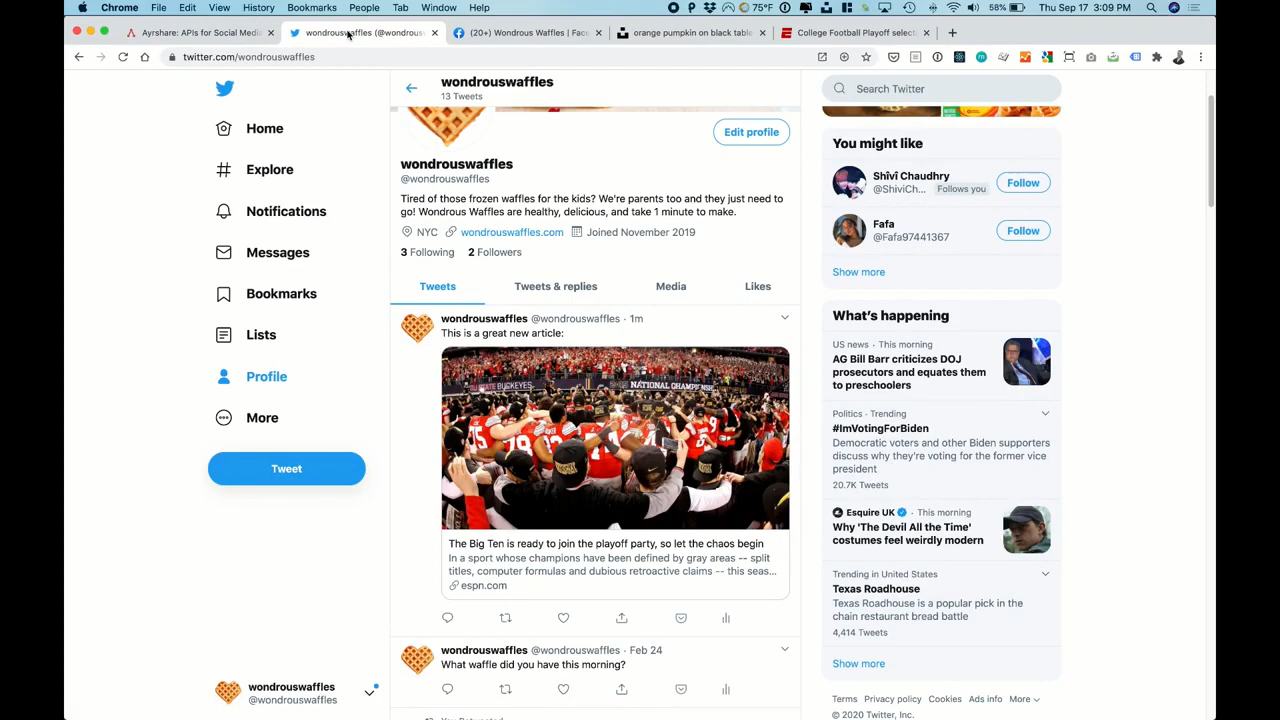 Chrome File Edit View History Bookmarks People Tab Window Help
75°F 58% Thu Sep 17 3:09 PM
Ayrshare: APIs for Social Media
wondrouswaffles (@wondrous
(20+) Wondrous Waffles | Fac
orange pumpkin on black table
College Football Playoff select
twitter.com/wondrouswaffles
Home
Explore
Notifications
Messages
Bookmarks
Lists
Profile
More
Tweet
wondrouswaffles
@wondrouswaffles
wondrouswaffles
13 Tweets
Edit profile
wondrouswaffles
@wondrouswaffles
Tired of those frozen waffles for the kids? We're parents too and they just need to
go! Wondrous Waffles are healthy, delicious, and take 1 minute to make.
NYC wondrouswaffles.com Joined November 2019
3 Following 2 Followers
Tweets Tweets & replies Media Likes
wondrouswaffles @wondrouswaffles · 1m
This is a great new article:
STATE BUCKEYES
NATIONAL CHAMPIONSH
The Big Ten is ready to join the playoff party, so let the chaos begin
In a sport whose champions have been defined by gray areas -- split
titles, computer formulas and dubious retroactive claims -- this seas...
espn.com
wondrouswaffles @wondrouswaffles · Feb 24
What waffle did you have this morning?
You Retweeted
Search Twitter
You might like
Shîvî Chaudhry
@ShiviCh... Follows you
Follow
Fafa
@Fafa97441367
Follow
Show more
What's happening
US news · This morning
AG Bill Barr criticizes DOJ
prosecutors and equates them
to preschoolers
Politics · Trending
#ImVotingForBiden
Democratic voters and other Biden supporters
discuss why they're voting for the former vice
president
20.7K Tweets
Esquire UK · This morning
Why 'The Devil All the Time'
costumes feel weirdly modern
Trending in United States
Texas Roadhouse
Texas Roadhouse is a popular pick in the
chain restaurant bread battle
4,414 Tweets
Show more
Terms Privacy policy Cookies Ads info More
© 2020 Twitter, Inc.